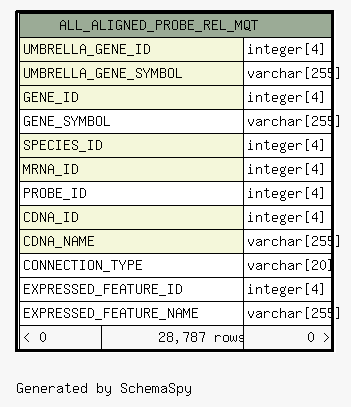 ALL_ALIGNED_PROBE_REL_MQT
UMBRELLA_GENE_ID integer[4]
UMBRELLA_GENE_SYMBOL varchar[255]
GENE_ID integer[4]
GENE_SYMBOL varchar[255]
SPECIES_ID integer[4]
MRNA_ID integer[4]
PROBE_ID integer[4]
CDNA_ID integer[4]
CDNA_NAME varchar[255]
CONNECTION_TYPE varchar[20]
EXPRESSED_FEATURE_ID integer[4]
EXPRESSED_FEATURE_NAME varchar[255]
< 0 28,787 rows 0 >
Generated by SchemaSpy